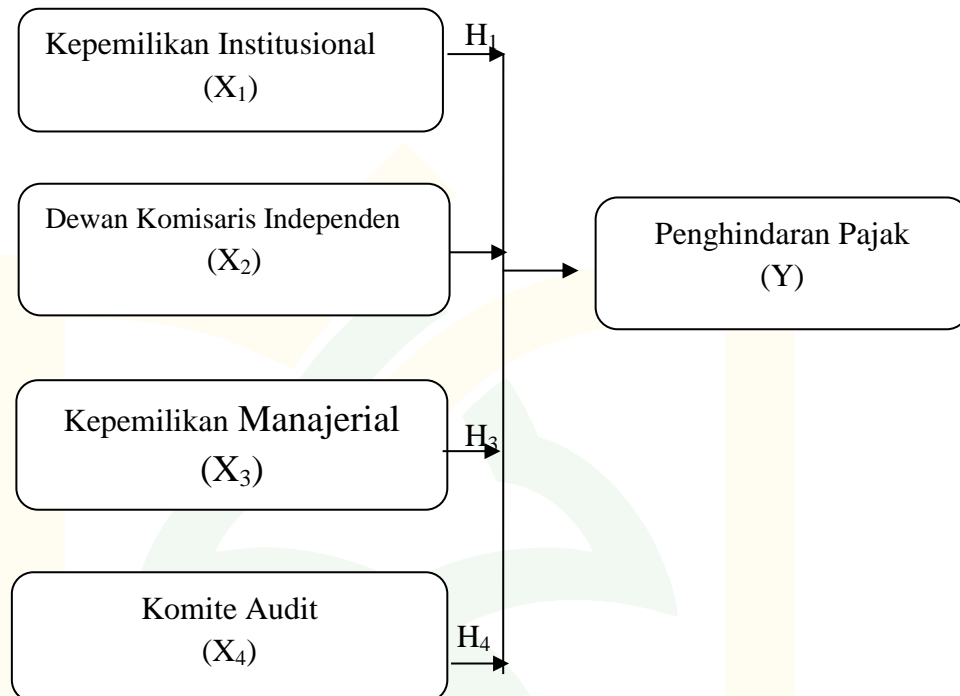 Kepemilikan Institusional
(X₁)
H₁
Dewan Komisaris Independen
(X₂)
Penghindaran Pajak
(Y)
Kepemilikan Manajerial
(X₃)
H₃
Komite Audit
(X₄)
H₄